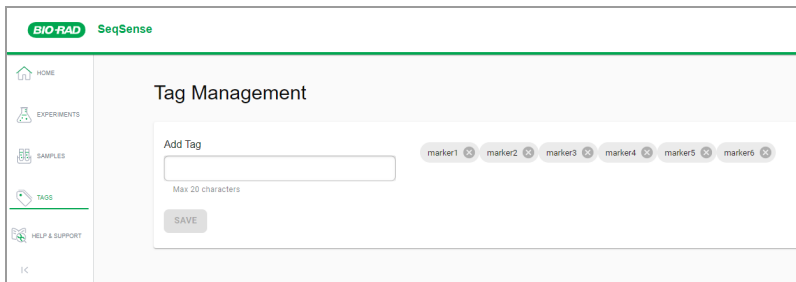 BIO-RAD SeqSense
HOME
EXPERIMENTS
SAMPLES
TAGS
HELP & SUPPORT
Tag Management
Add Tag
Max 20 characters
SAVE
marker1 marker2 marker3 marker4 marker5 marker6